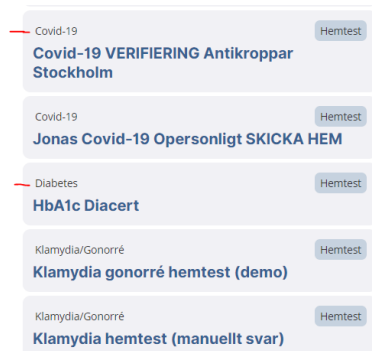 Covid-19 Hemtest
Covid-19 VERIFIERING Antikroppar
Stockholm
Covid-19 Hemtest
Jonas Covid-19 Opersonligt SKICKA HEM
Diabetes Hemtest
HbA1c Diacert
Klamydia/Gonorré Hemtest
Klamydia gonorré hemtest (demo)
Klamydia/Gonorré Hemtest
Klamydia hemtest (manuellt svar)